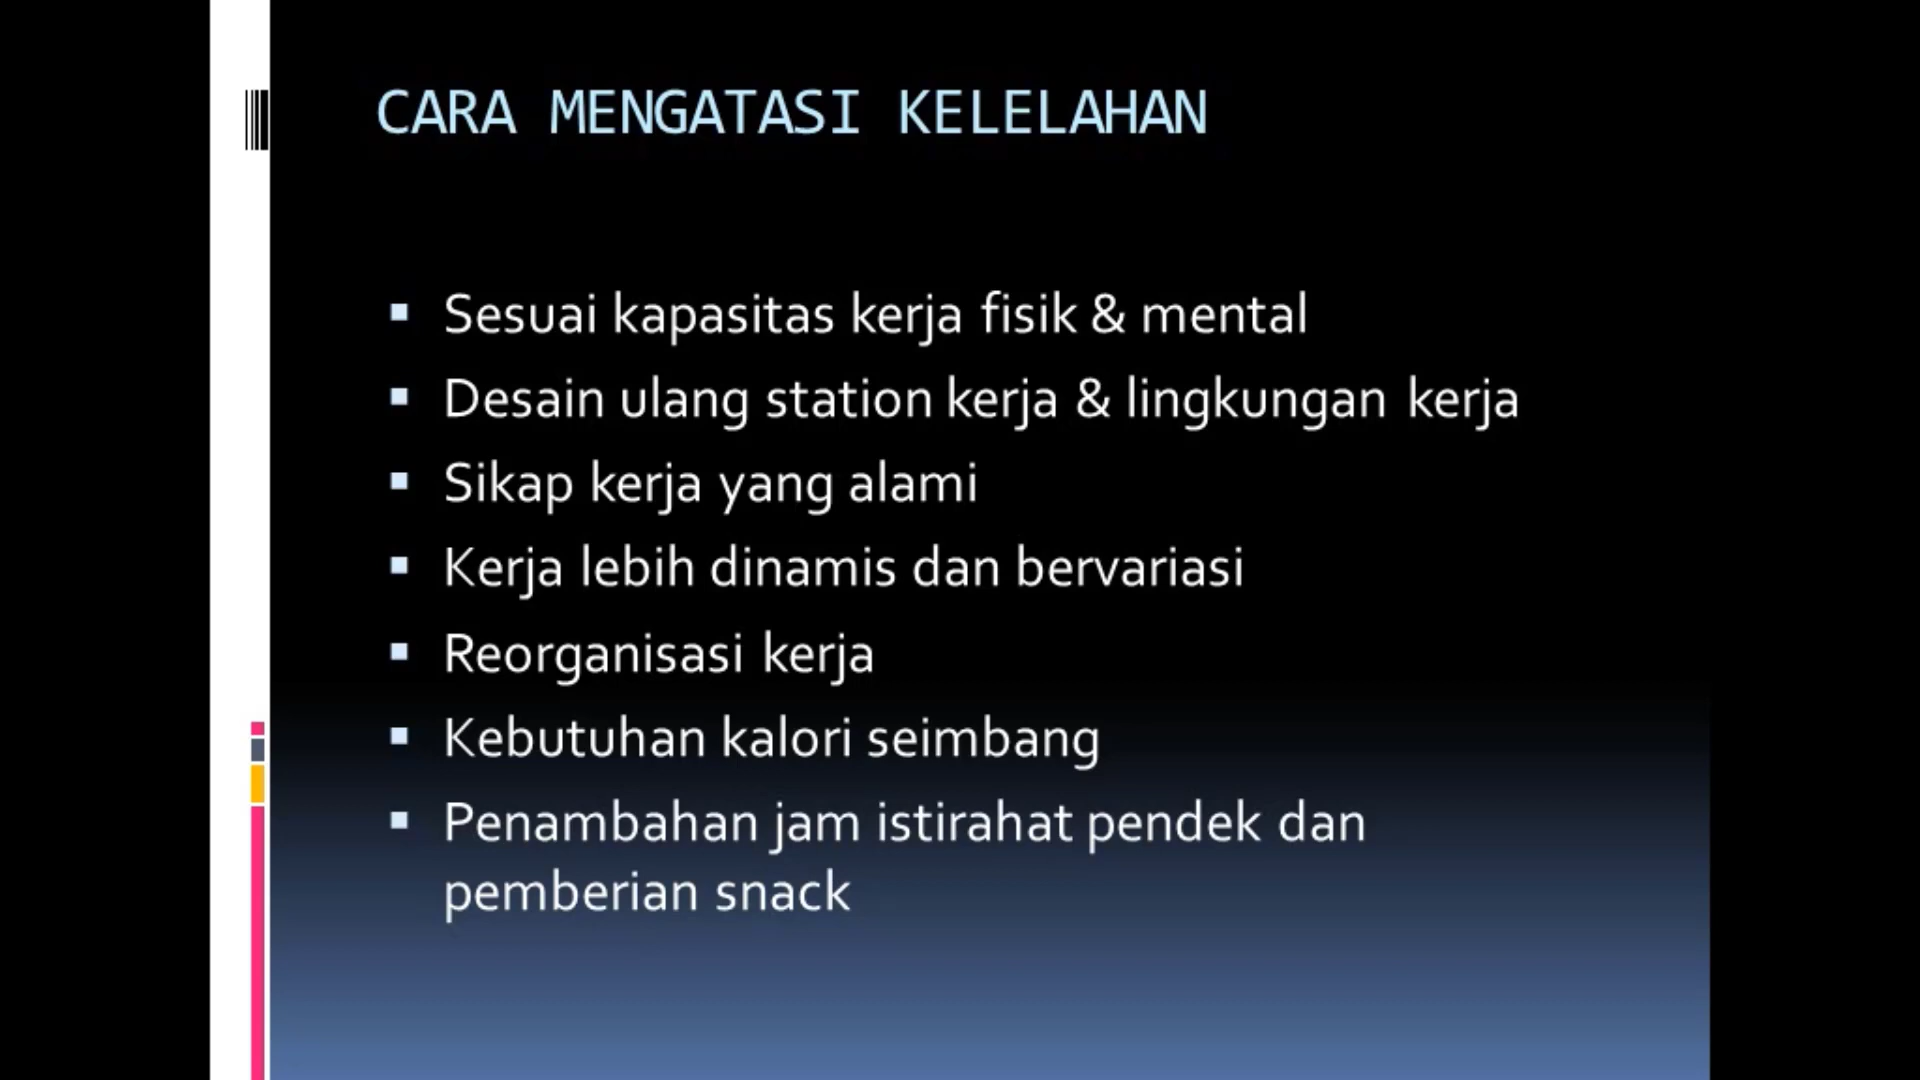 CARA MENGATASI KELELAHAN
Sesuai kapasitas kerja fisik & mental
Desain ulang station kerja & lingkungan kerja
Sikap kerja yang alami
Kerja lebih dinamis dan bervariasi
Reorganisasi kerja
Kebutuhan kalori seimbang
Penambahan jam istirahat pendek dan
pemberian snack